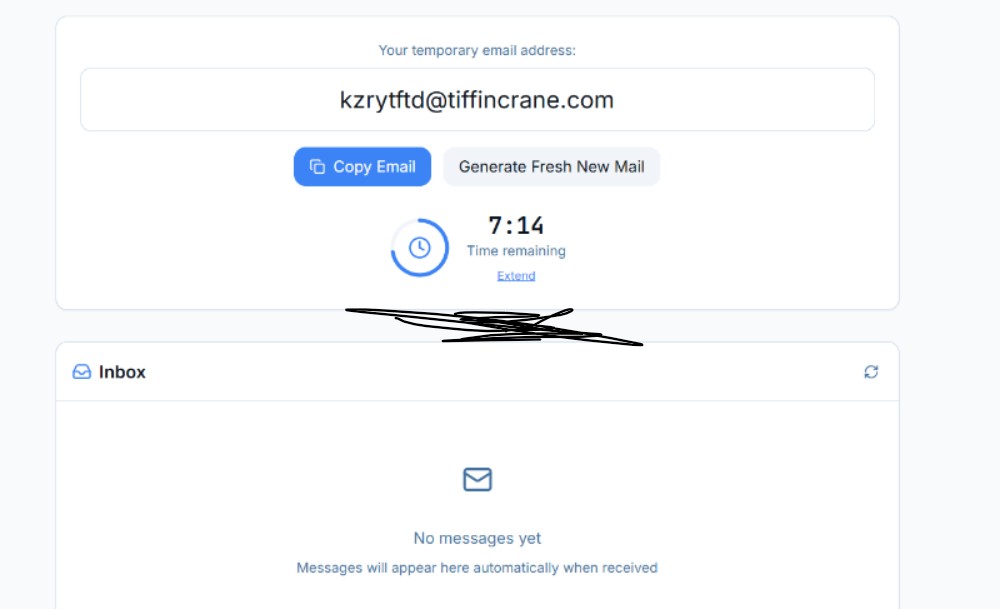 Your temporary email address:
kzrytftd@tiffincrane.com
Copy Email Generate Fresh New Mail
7:14
Time remaining
Extend
Inbox
No messages yet
Messages will appear here automatically when received